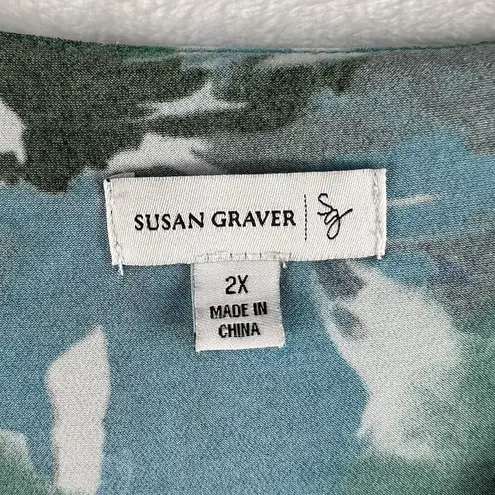 SUSAN GRAVER sg
2X
MADE IN
CHINA